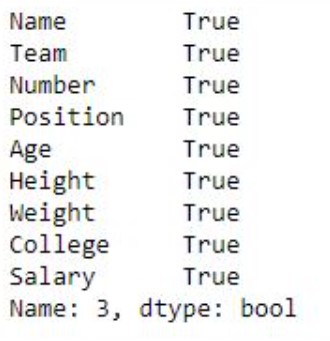 Name        True
Team        True
Number      True
Position    True
Age         True
Height      True
Weight      True
College     True
Salary      True
Name: 3, dtype: bool